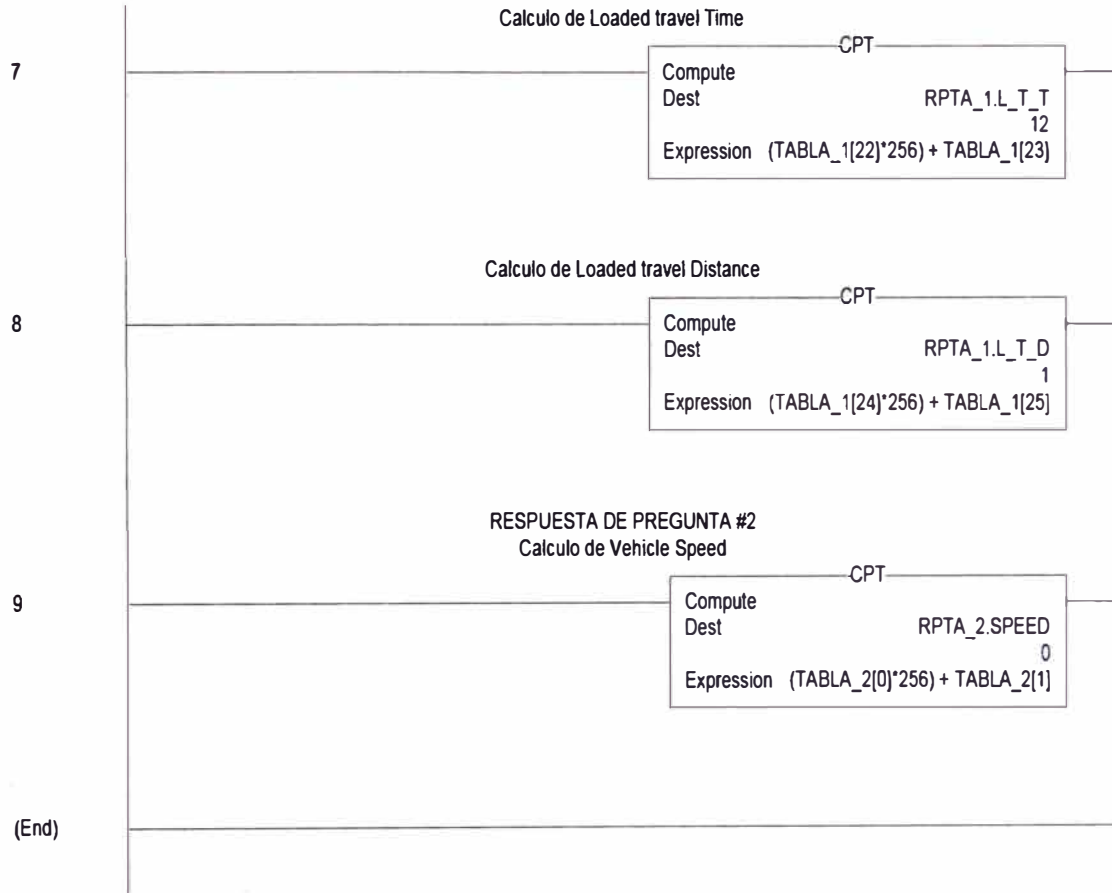 Calculo de Loaded travel Time
CPT
7
Compute
Dest RPTA_1.L_T_T
12
Expression (TABLA_1[22]*256) + TABLA_1[23]
Calculo de Loaded travel Distance
CPT
8
Compute
Dest RPTA_1.L_T_D
1
Expression (TABLA_1[24]*256) + TABLA_1[25]
RESPUESTA DE PREGUNTA #2
Calculo de Vehicle Speed
CPT
9
Compute
Dest RPTA_2.SPEED
0
Expression (TABLA_2[0]*256) + TABLA_2[1]
(End)